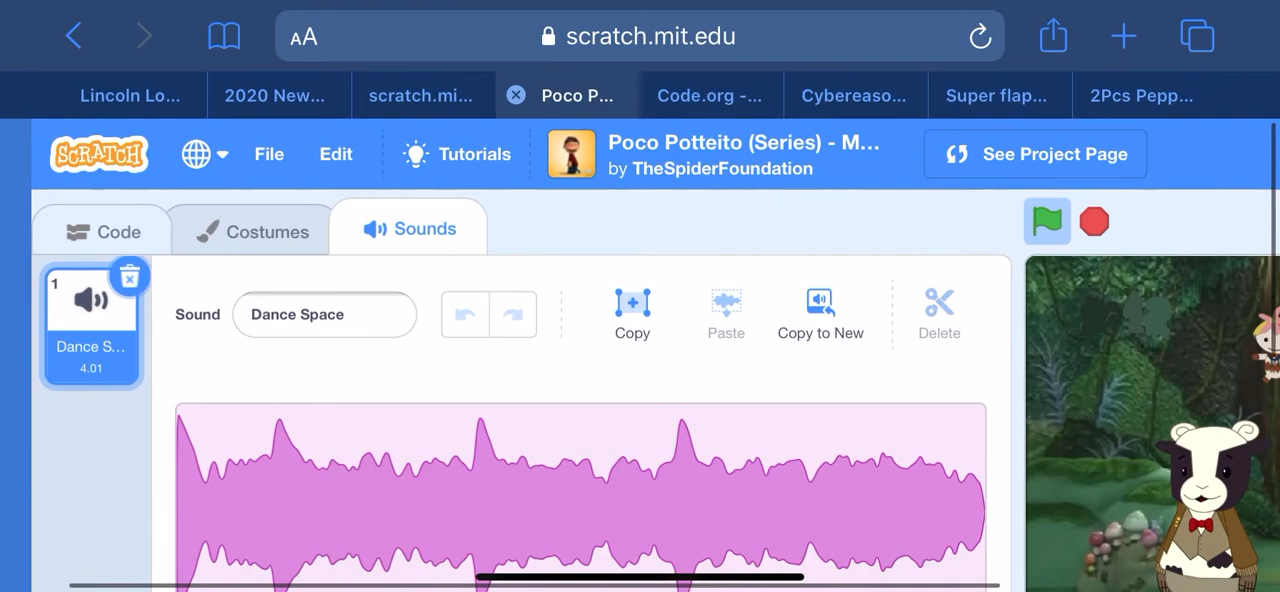 AA scratch.mit.edu
Lincoln Lo... 2020 New... scratch.mi... Poco P... Code.org -... Cybereaso... Super flap... 2Pcs Pepp...
SCRATCH File Edit Tutorials Poco Potteito (Series) - M... See Project Page
by TheSpiderFoundation
Code Costumes Sounds
1
Dance S...
4.01
Sound Dance Space
Copy Paste Copy to New Delete